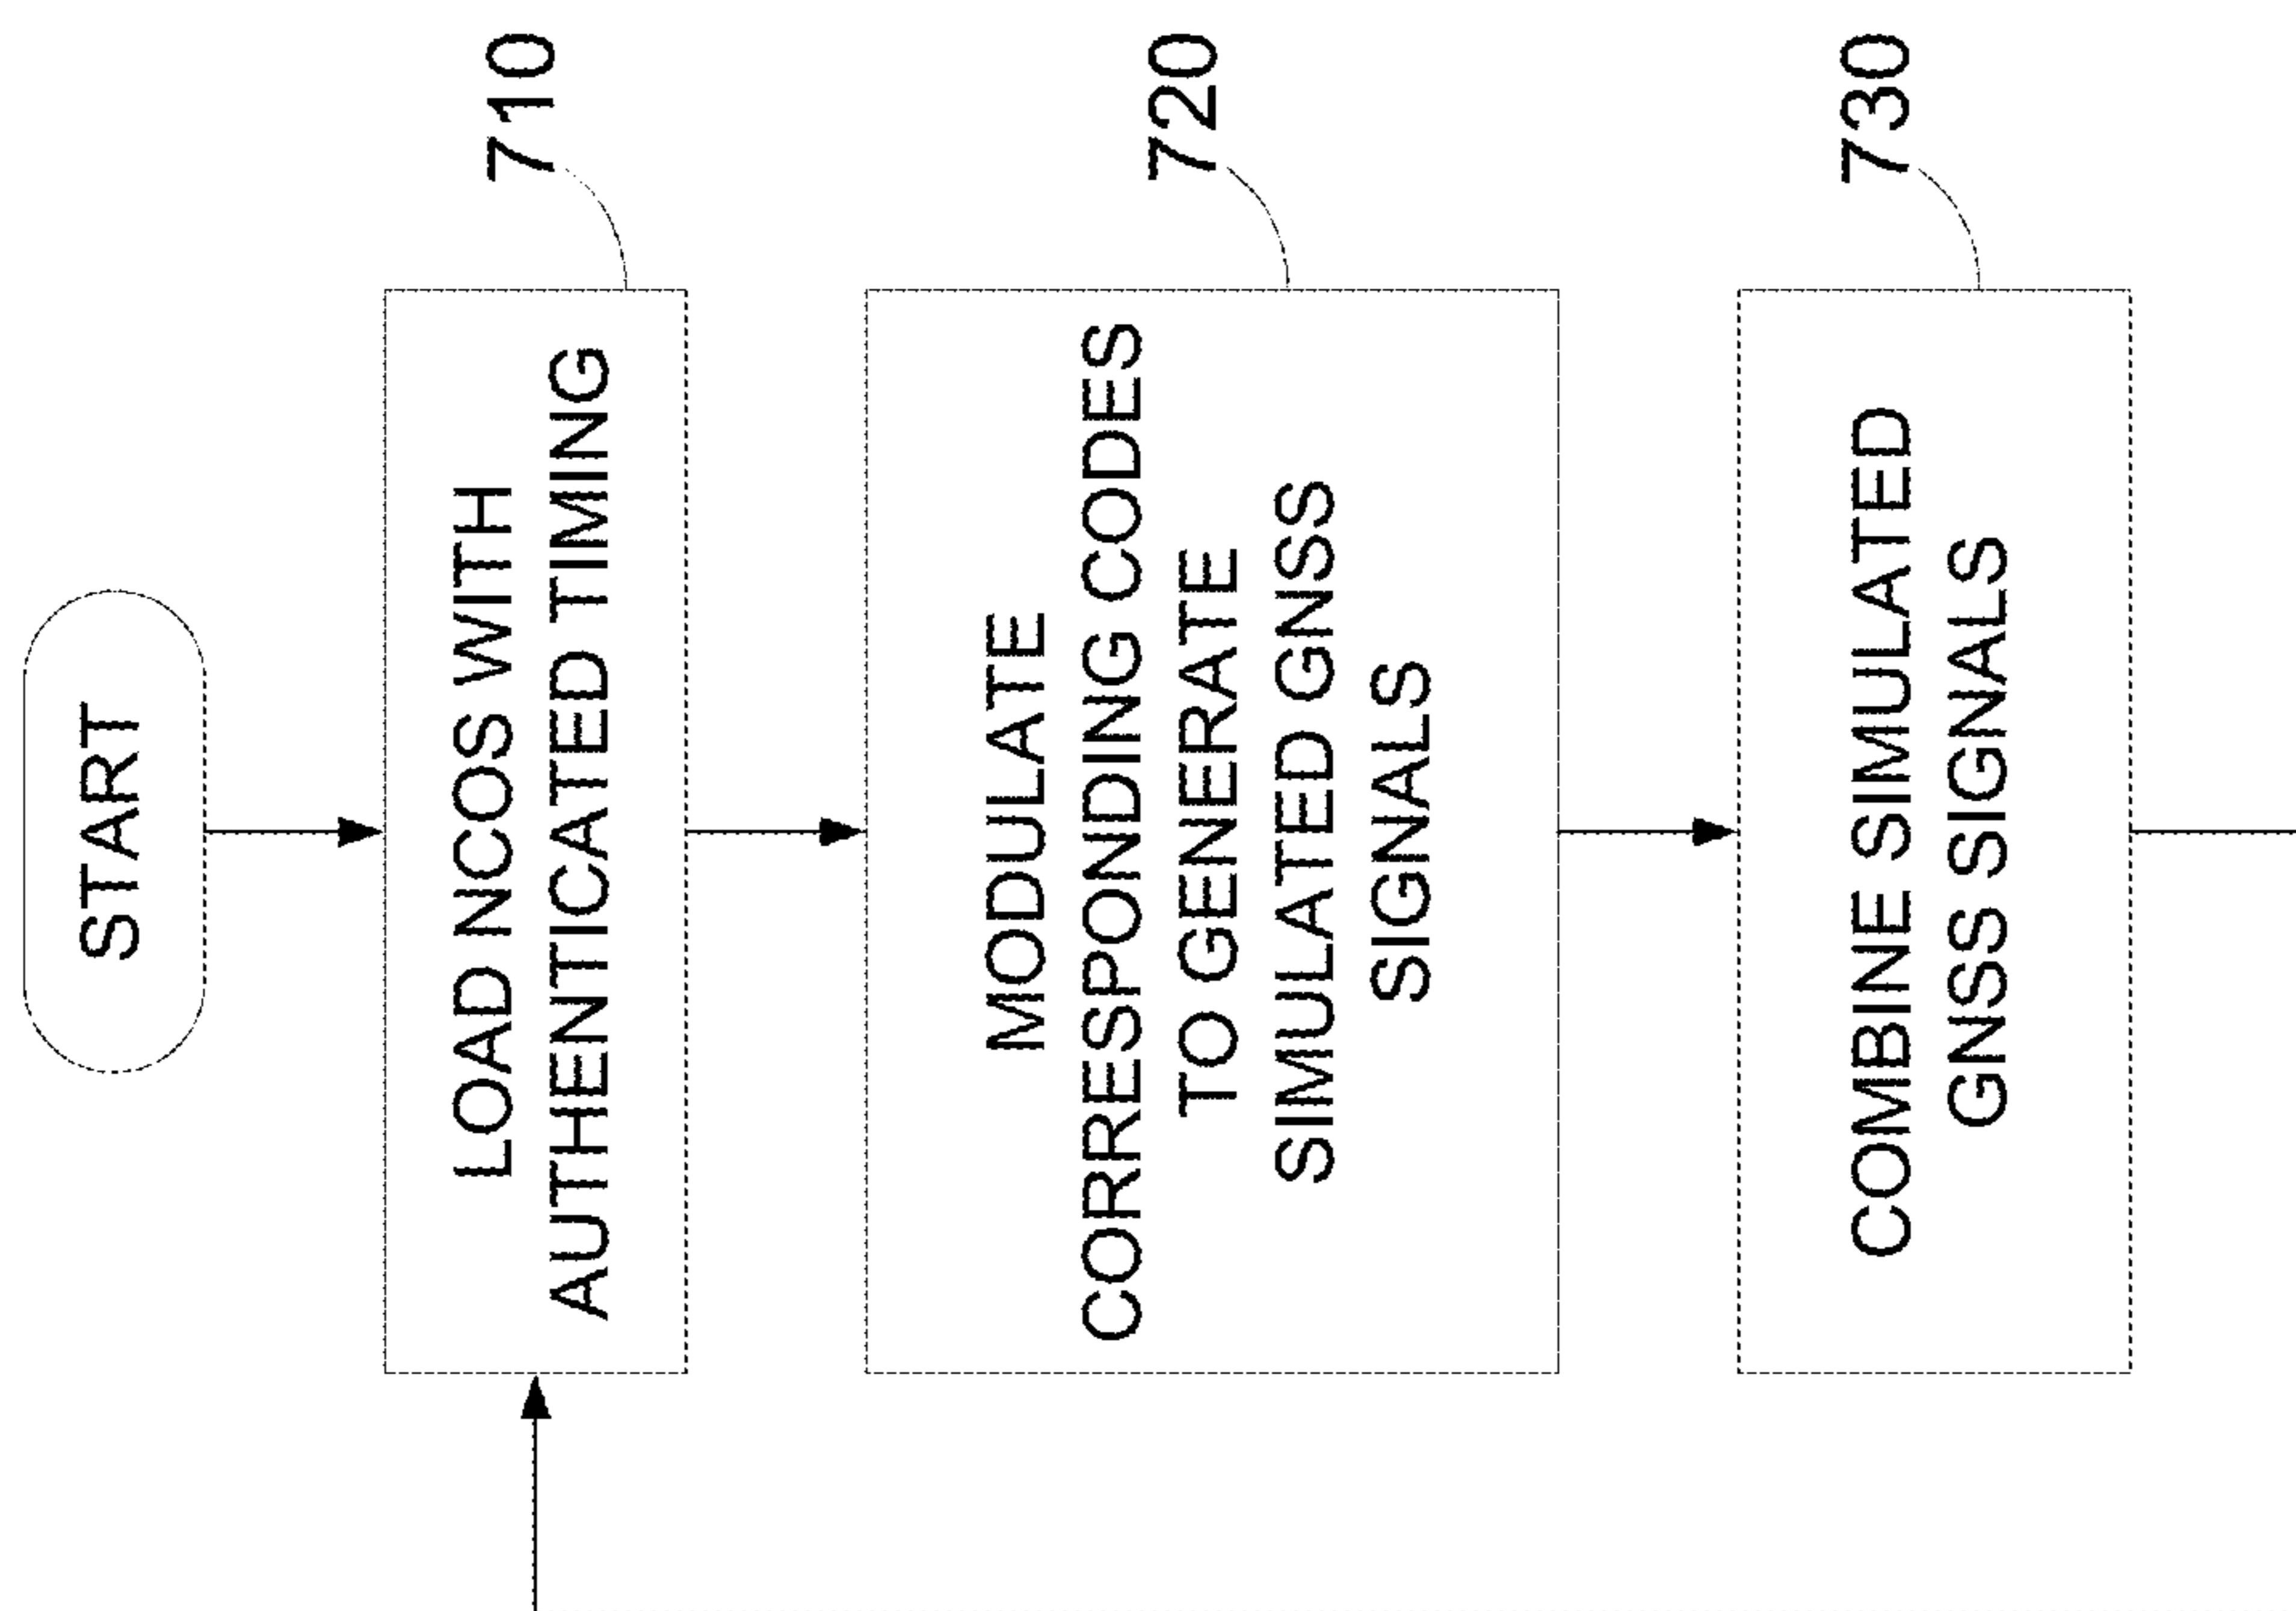 START
LOAD NCOS WITH
AUTHENTICATED TIMING
710
MODULATE
CORRESPONDING CODES
TO GENERATE
SIMULATED GNSS
SIGNALS
720
COMBINE SIMULATED
GNSS SIGNALS
730